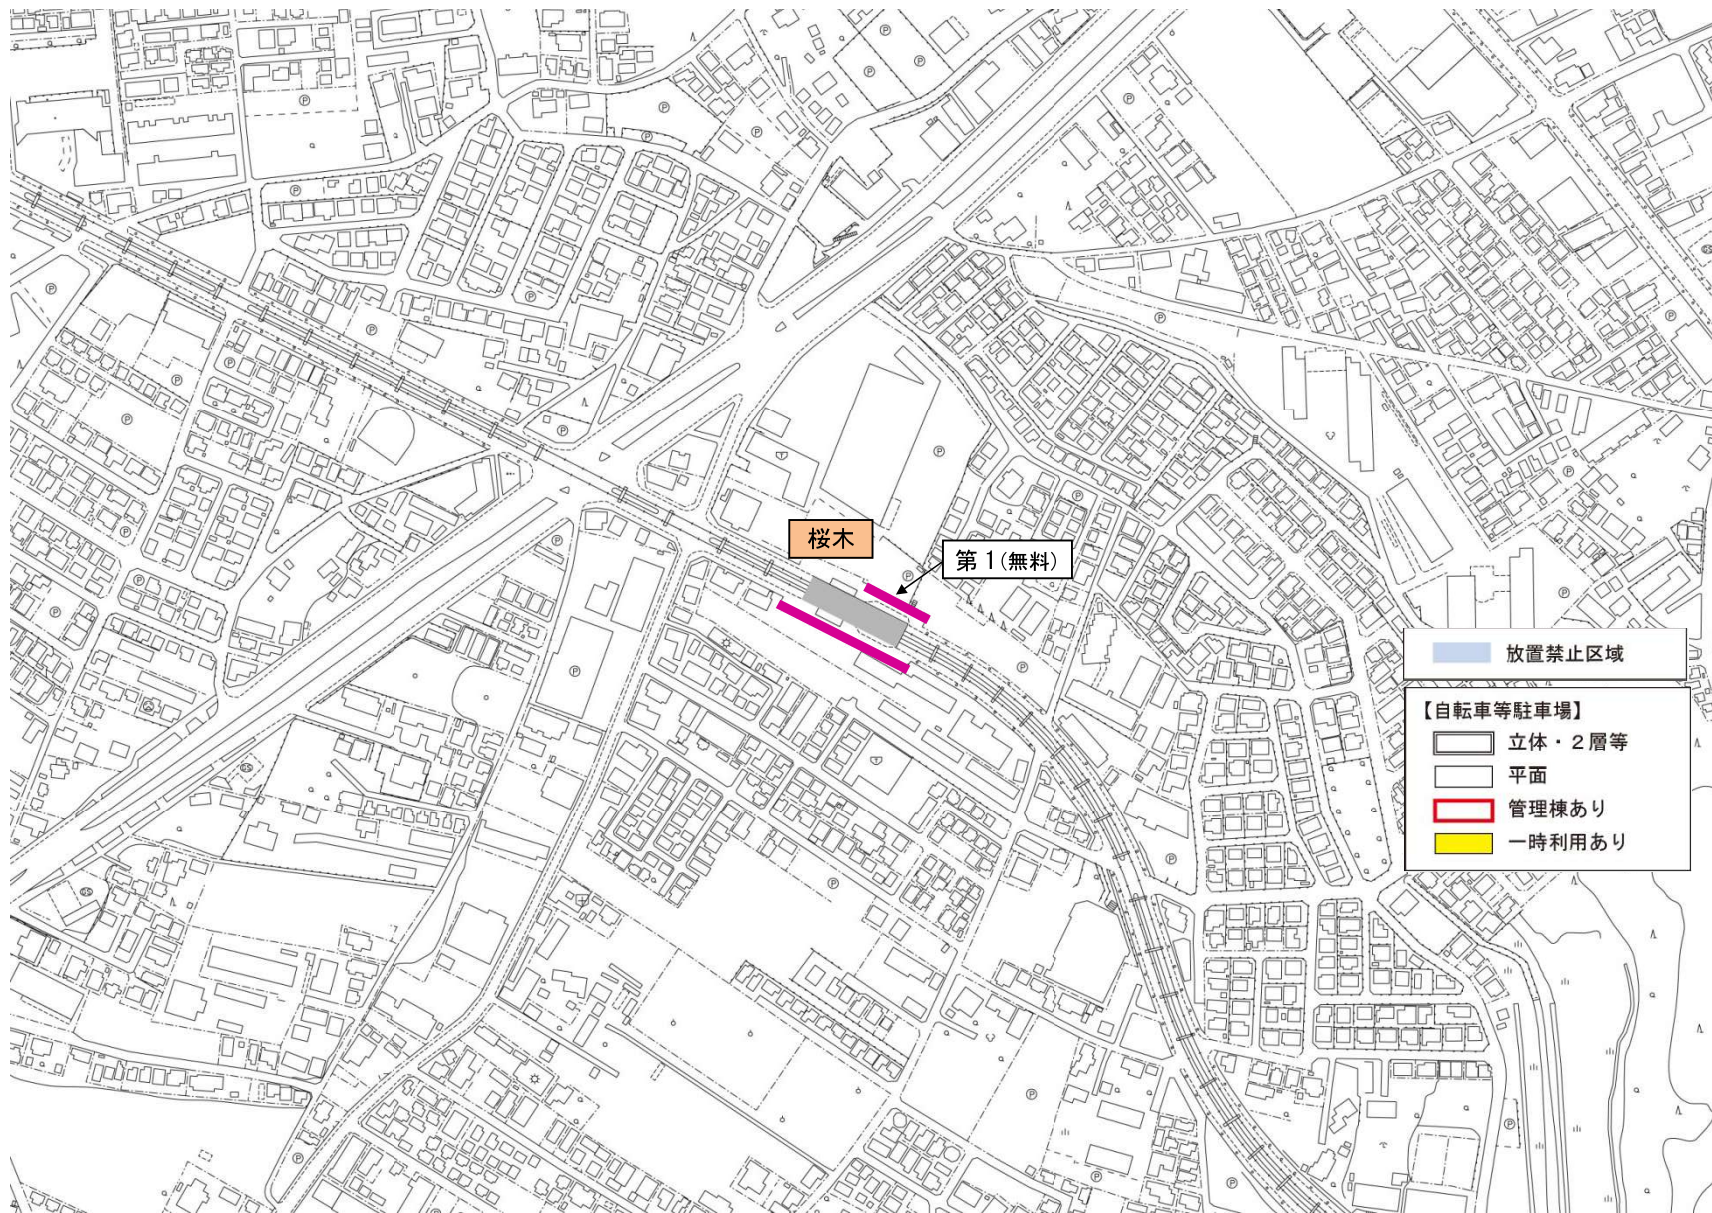 桜木
第1(無料)
放置禁止区域
【自転車等駐車場】
立体・2層等
平面
管理棟あり
一時利用あり